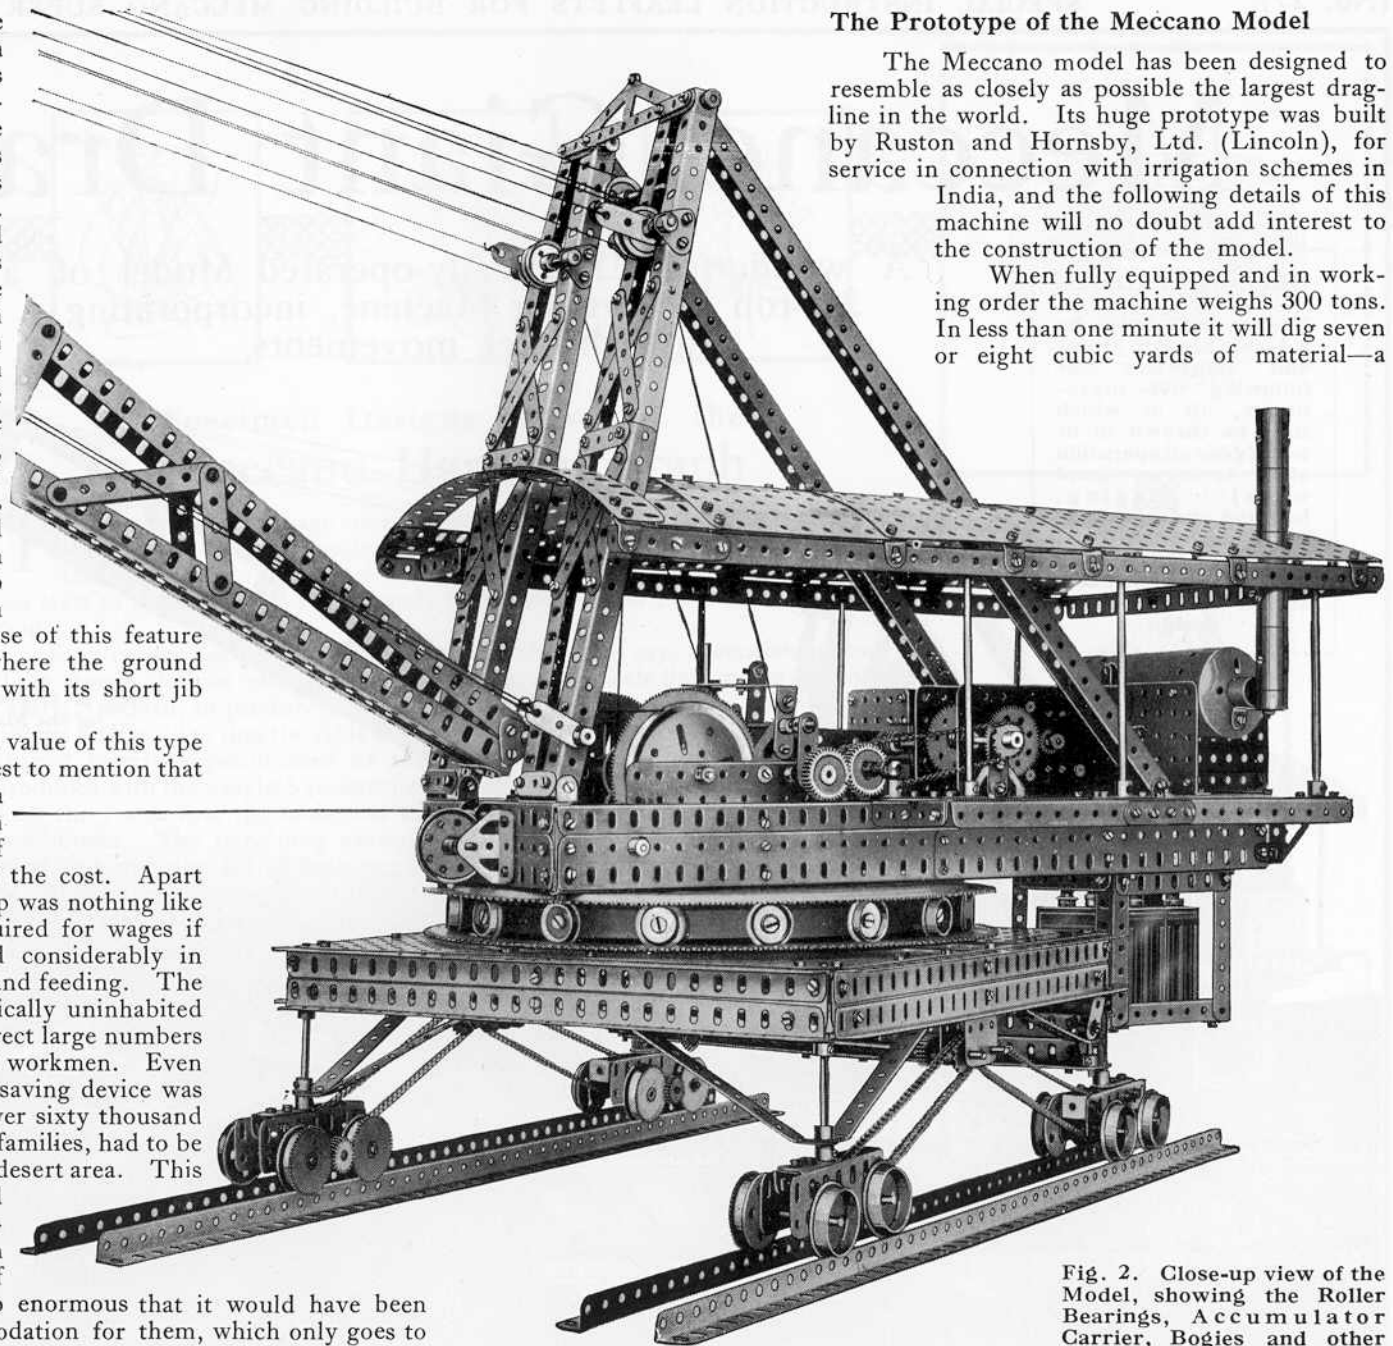 se of this feature
where the ground
with its short jib
value of this type
est to mention that
the cost. Apart
p was nothing like
uired for wages if
considerably in
and feeding. The
ically uninhabited
rect large numbers
workmen. Even
saving device was
ver sixty thousand
families, had to be
desert area. This
o enormous that it would have been
odation for them, which only goes to
The Prototype of the Meccano Model
The Meccano model has been designed to
resemble as closely as possible the largest drag-
line in the world. Its huge prototype was built
by Ruston and Hornsby, Ltd. (Lincoln), for
service in connection with irrigation schemes in
India, and the following details of this
machine will no doubt add interest to
the construction of the model.
When fully equipped and in work-
ing order the machine weighs 300 tons.
In less than one minute it will dig seven
or eight cubic yards of material—a
Fig. 2. Close-up view of the
Model, showing the Roller
Bearings, Accumulator
Carrier, Bogies and other